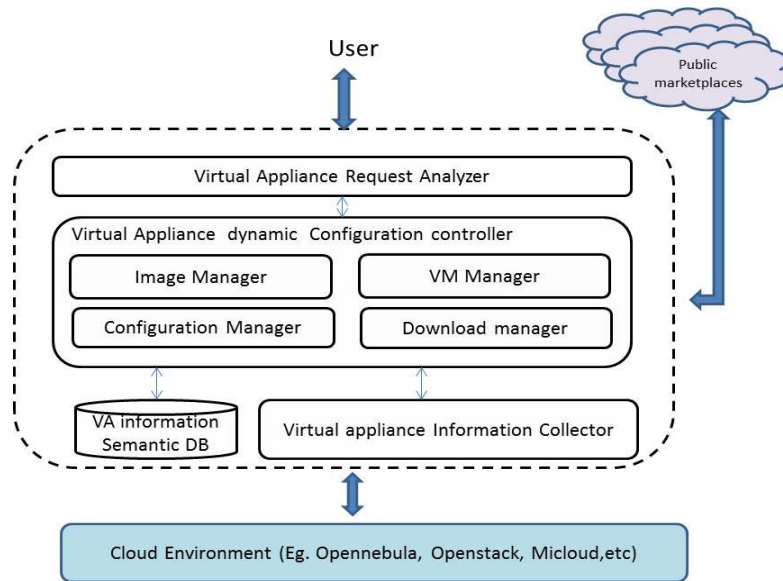 User
Public
marketplaces
Virtual Appliance Request Analyzer
Virtual Appliance dynamic Configuration controller
Image Manager
VM Manager
Configuration Manager
Download manager
VA information
Semantic DB
Virtual appliance Information Collector
Cloud Environment (Eg. Opennebula, Openstack, Micloud,etc)